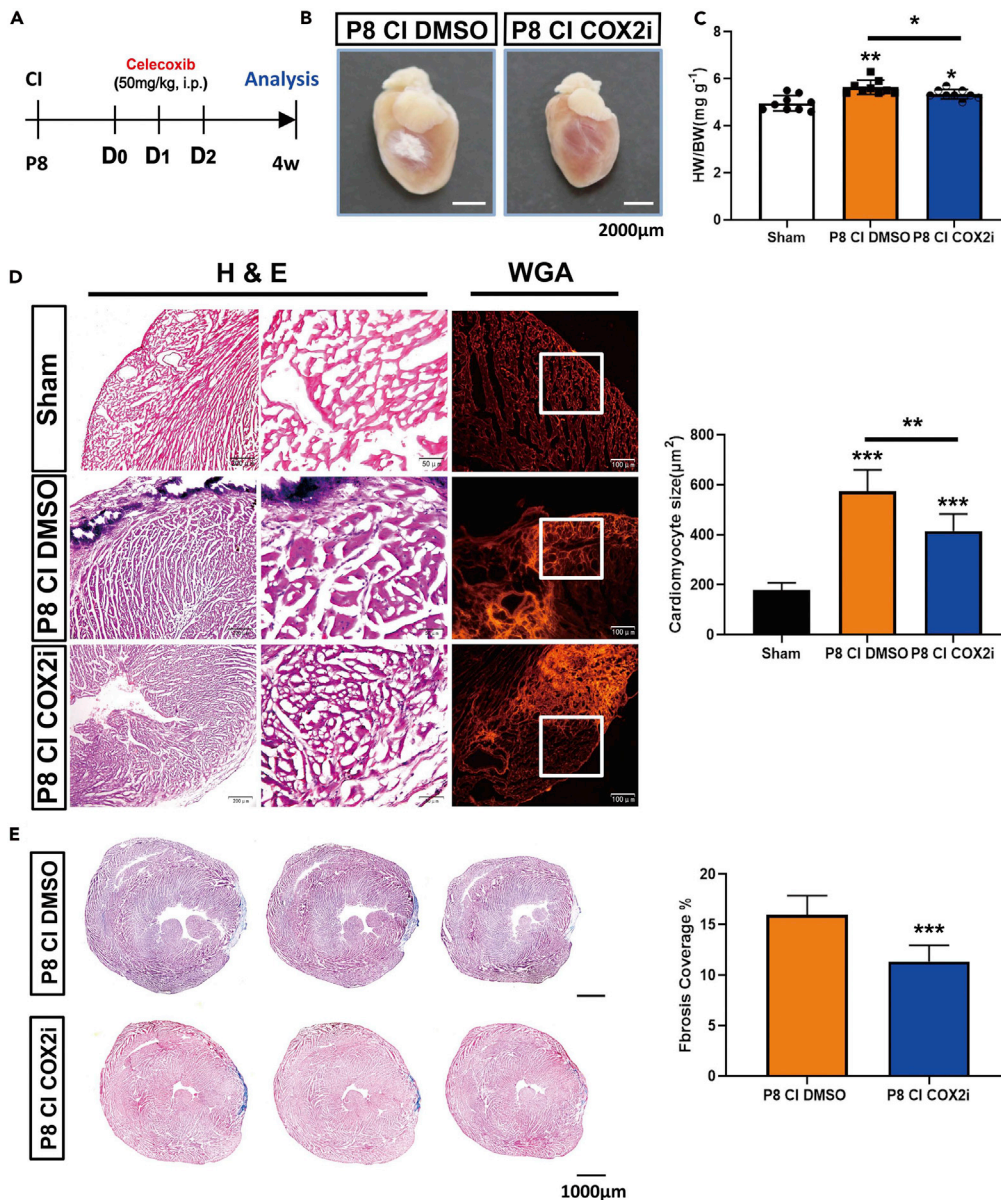 A
CI
Celecoxib
(50mg/kg, i.p.)
Analysis
P8
D0
D1
D2
4w
B
P8 CI DMSO
P8 CI COX2i
2000μm
C
HW/BW(mg g-1)
8
6
4
2
0
*
**
*
Sham
P8 CI DMSO
P8 CI COX2i
D
H & E
WGA
Sham
50 μm
100 μm
P8 CI DMSO
100 μm
P8 CI COX2i
200 μm
100 μm
Cardiomyocyte size(μm2)
800
600
400
200
0
**
***
***
Sham
P8 CI DMSO
P8 CI COX2i
E
P8 CI DMSO
P8 CI COX2i
1000μm
Fbrosis Coverage %
20
15
10
5
0
***
P8 CI DMSO
P8 CI COX2i